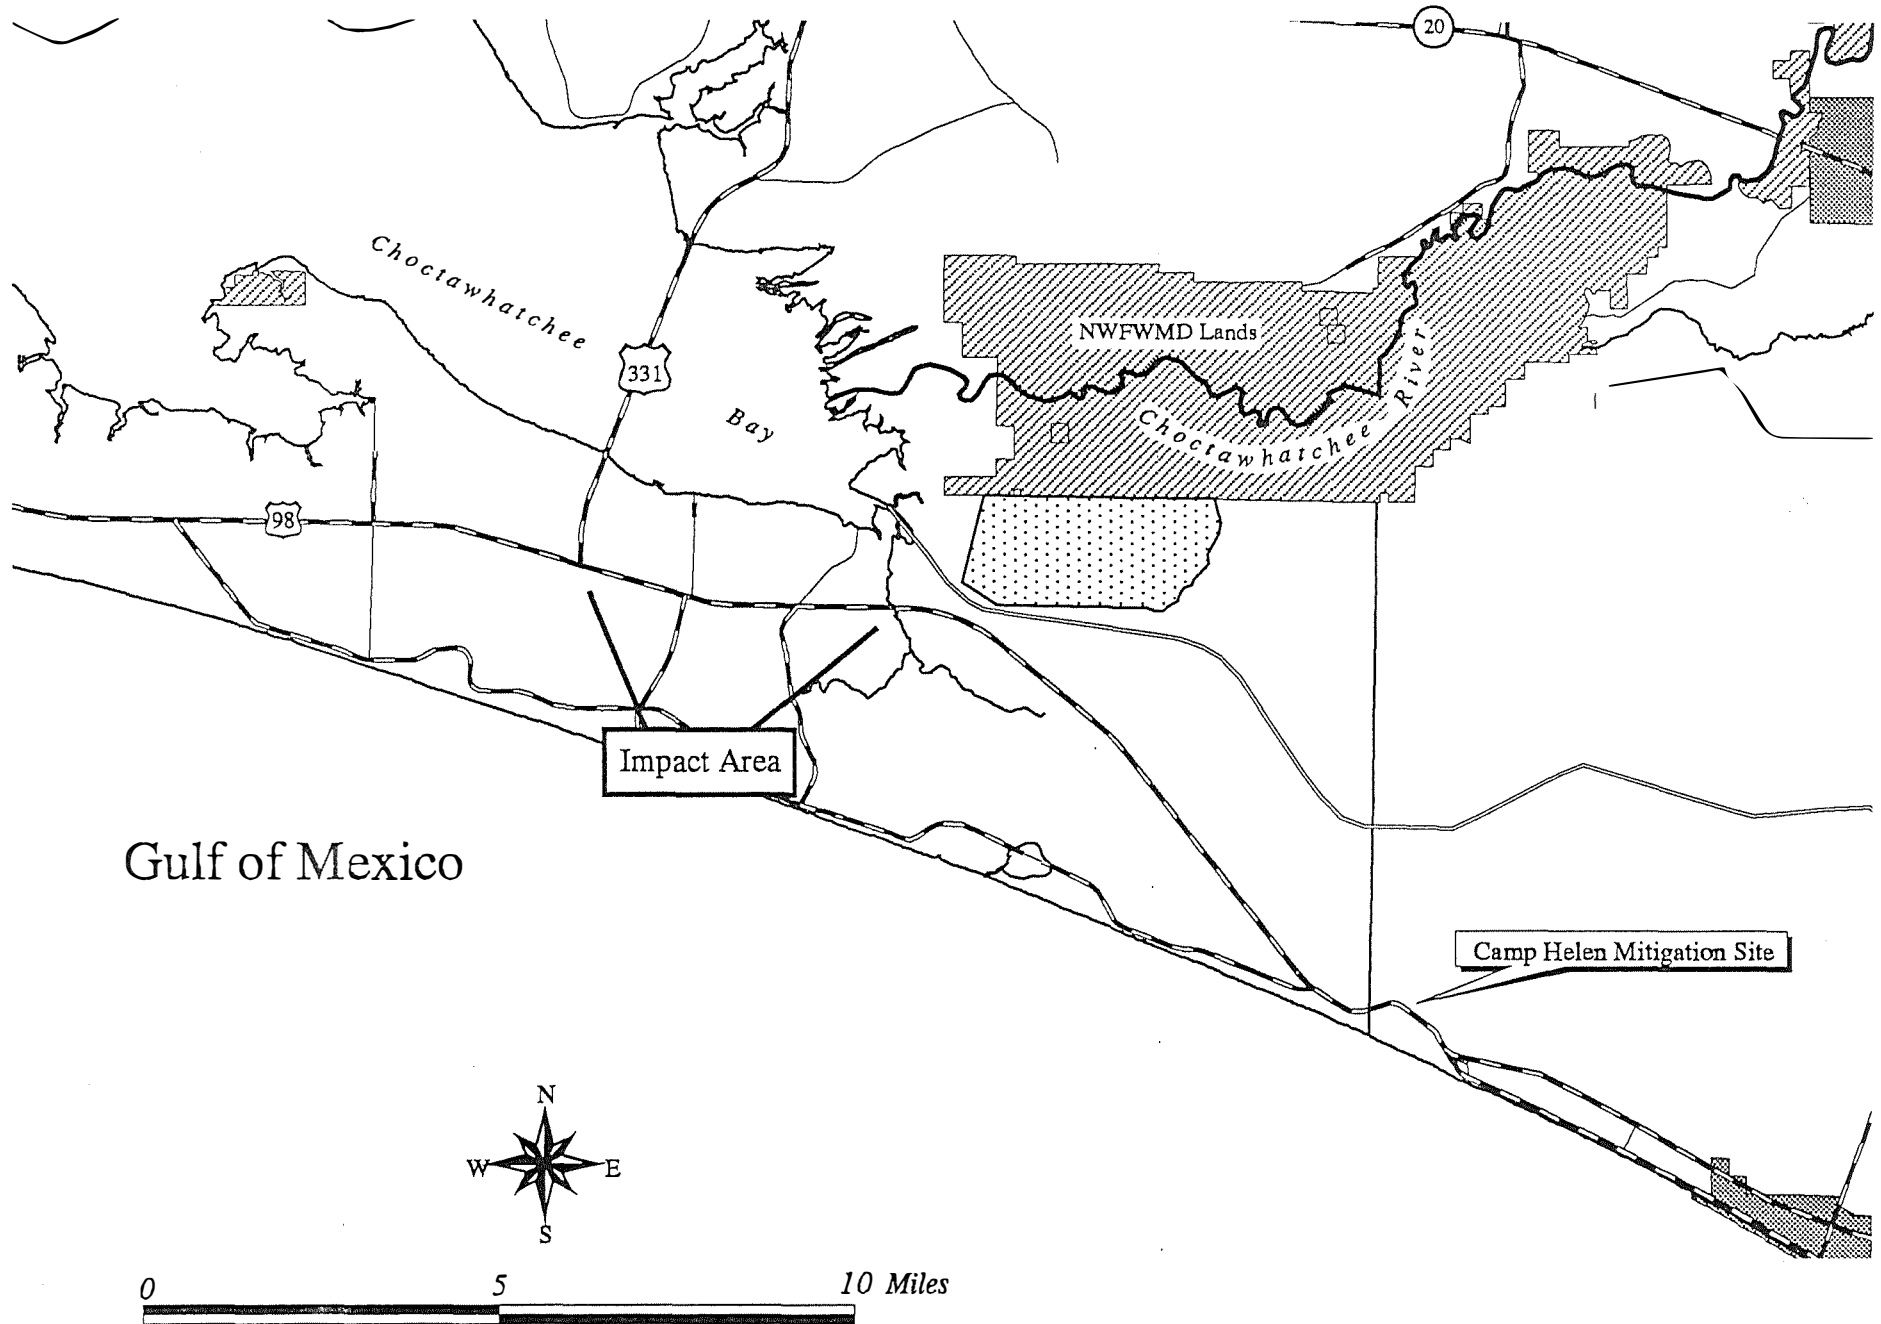 20
Choctawhatchee
Bay
331
NWFWMD Lands
Choctawhatchee River
98
Impact Area
Gulf of Mexico
Camp Helen Mitigation Site
N
W E
S
0 5 10 Miles